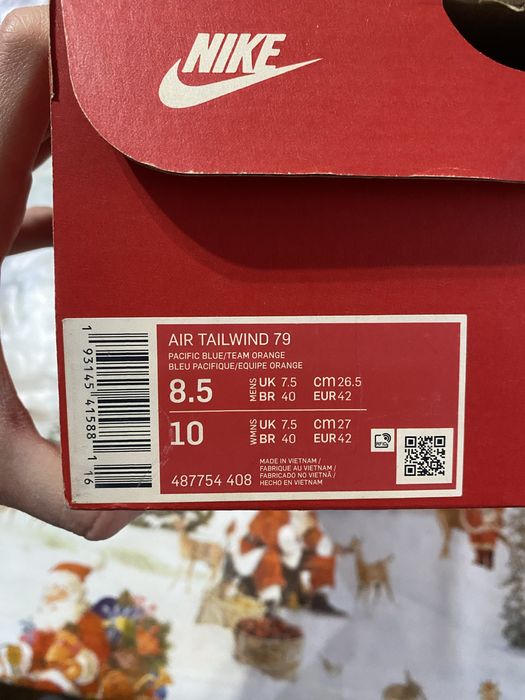 NIKE
AIR TAILWIND 79
PACIFIC BLUE/TEAM ORANGE
BLEU PACIFIQUE/EQUIPE ORANGE
8.5 MENS UK 7.5 CM 26.5
BR 40 EUR 42
10 WMNS UK 7.5 CM 27
BR 40 EUR 42
487754 408
MADE IN VIETNAM /
FABRIQUÉ AU VIETNAM /
FABRICADO NO VIETNÃ /
HECHO EN VIETNAM
RFID
1 93145 41588 1 16